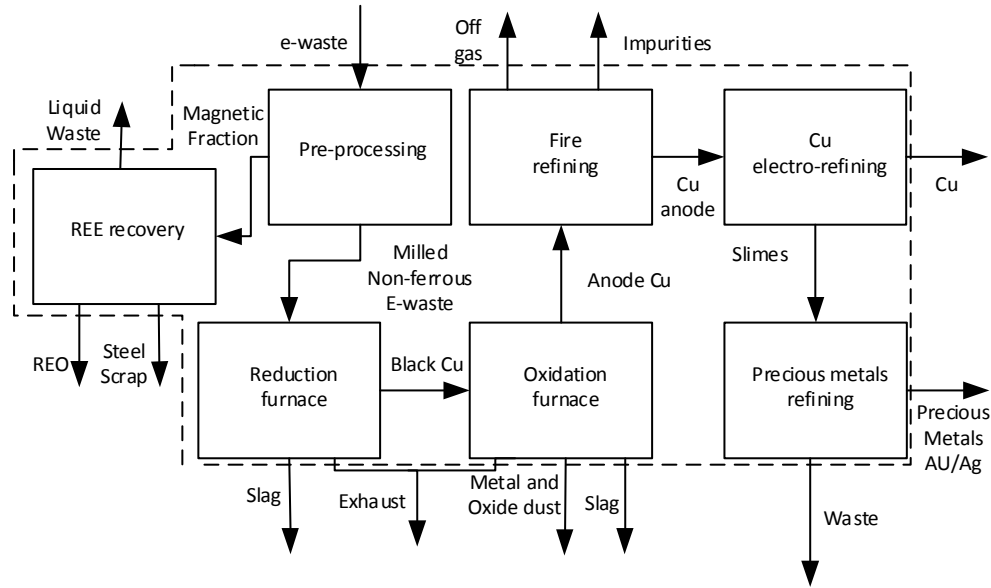 e-waste
Off
gas
Impurities
Liquid
Waste
Magnetic
Fraction
Pre-processing
Fire
refining
Cu
electro-refining
Cu
anode
Cu
REE recovery
Milled
Non-ferrous
E-waste
Anode Cu
Slimes
REO
Steel
Scrap
Reduction
furnace
Black Cu
Oxidation
furnace
Precious metals
refining
Precious
Metals
AU/Ag
Slag
Exhaust
Metal and
Oxide dust
Slag
Waste